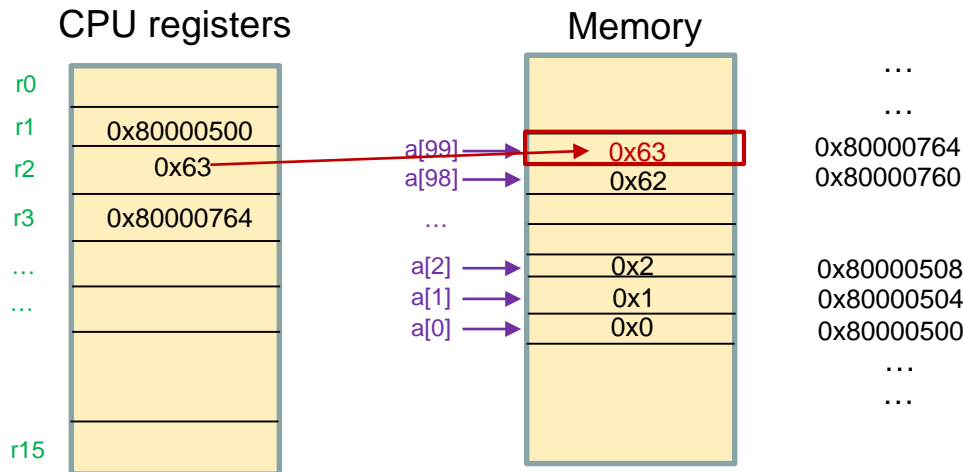 CPU registers
r0
r1
0x80000500
r2
0x63
r3
0x80000764
…
…
r15
Memory
…
…
a[99]
0x63
0x80000764
a[98]
0x62
0x80000760
…
a[2]
0x2
0x80000508
a[1]
0x1
0x80000504
a[0]
0x0
0x80000500
…
…